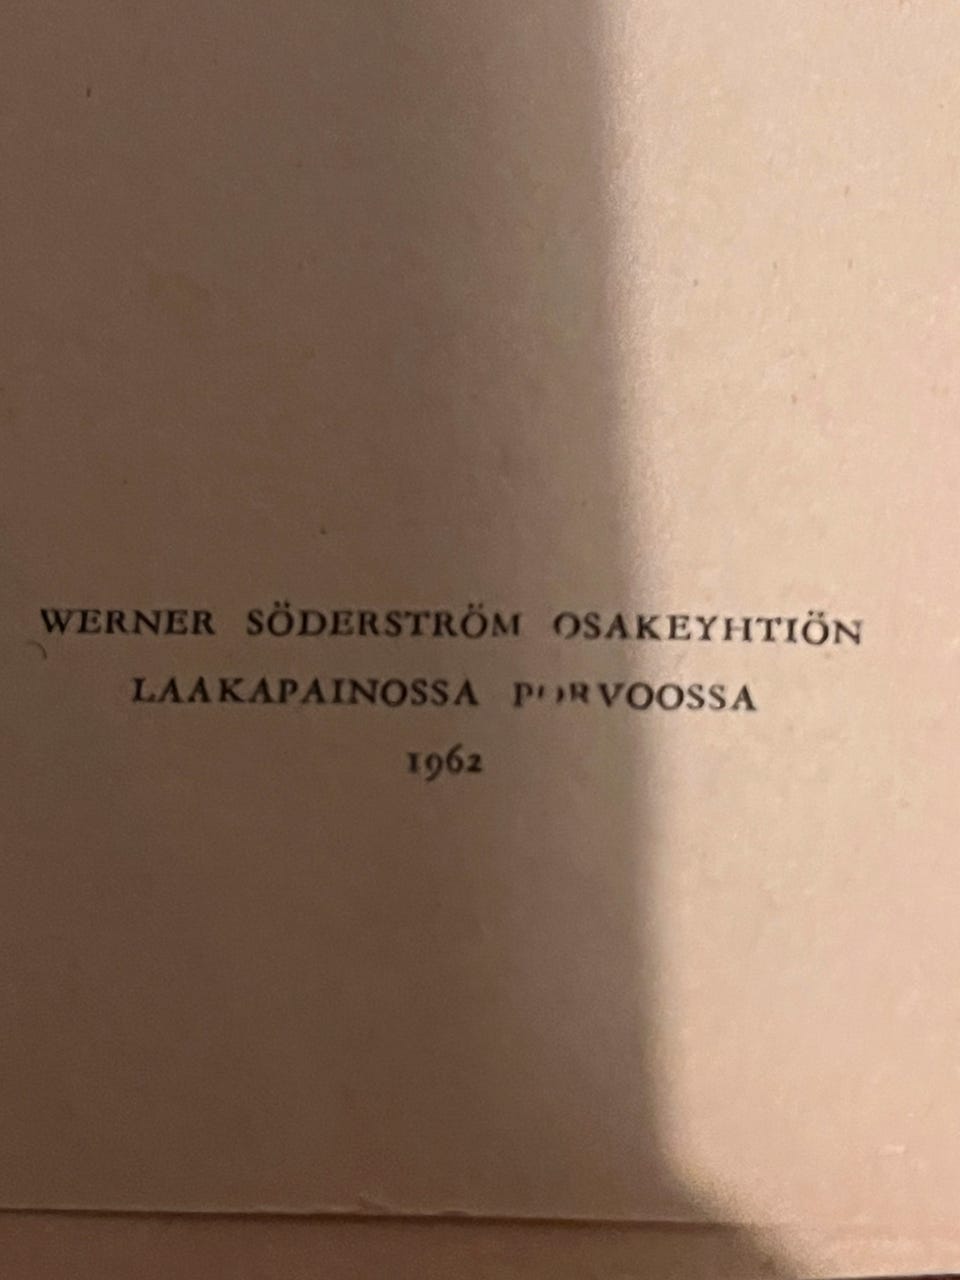 WERNER SÖDERSTRÖM OSAKEYHTIÖN
LAAKAPAINOSSA PORVOOSSA
1962